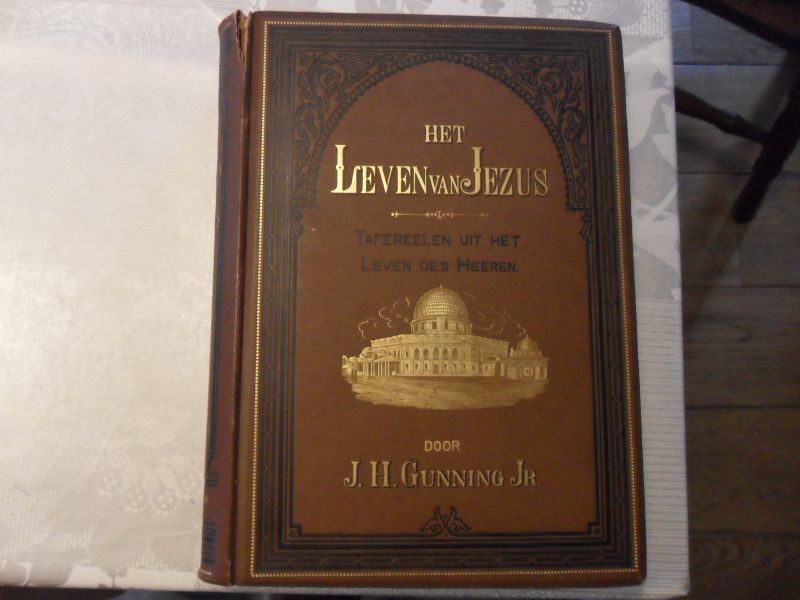 HET
LEVEN VAN JEZUS
TAFEREELEN UIT HET
LEVEN DES HEEREN.
DOOR
J. H. GUNNING JR.